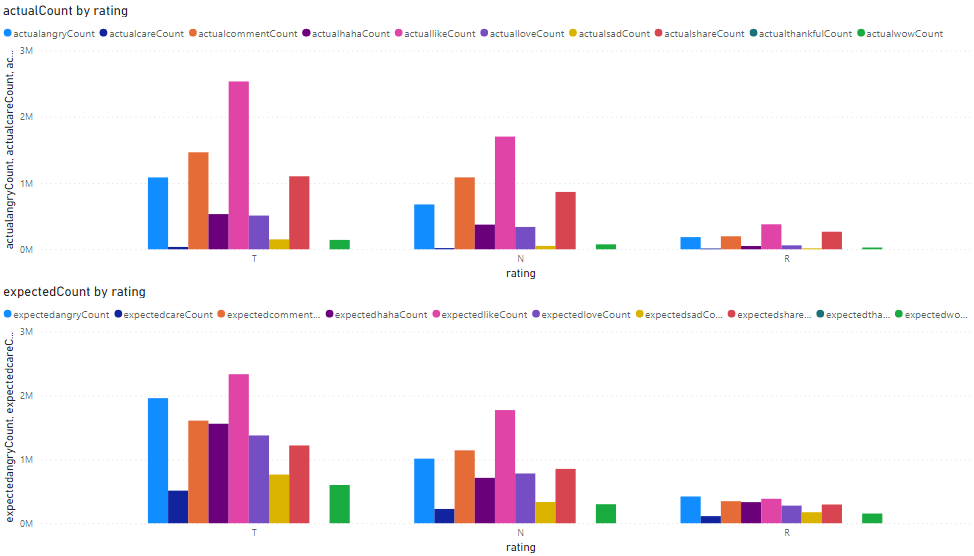 actualCount by rating
actualangryCount actualcareCount actualcommentCount actualhahaCount actuallikeCount actualloveCount actualsadCount actualshareCount actualthankfulCount actualwowCount
actualangryCount, actualcareCount, ac...
3M
2M
1M
0M
T N R
rating
expectedCount by rating
expectedangryCount expectedcareCount expectedcomment... expectedhahaCount expectedlikeCount expectedloveCount expectedsadCo... expectedshare... expectedtha... expectedwo...
expectedangryCount, expectedcareC...
3M
2M
1M
0M
T N R
rating